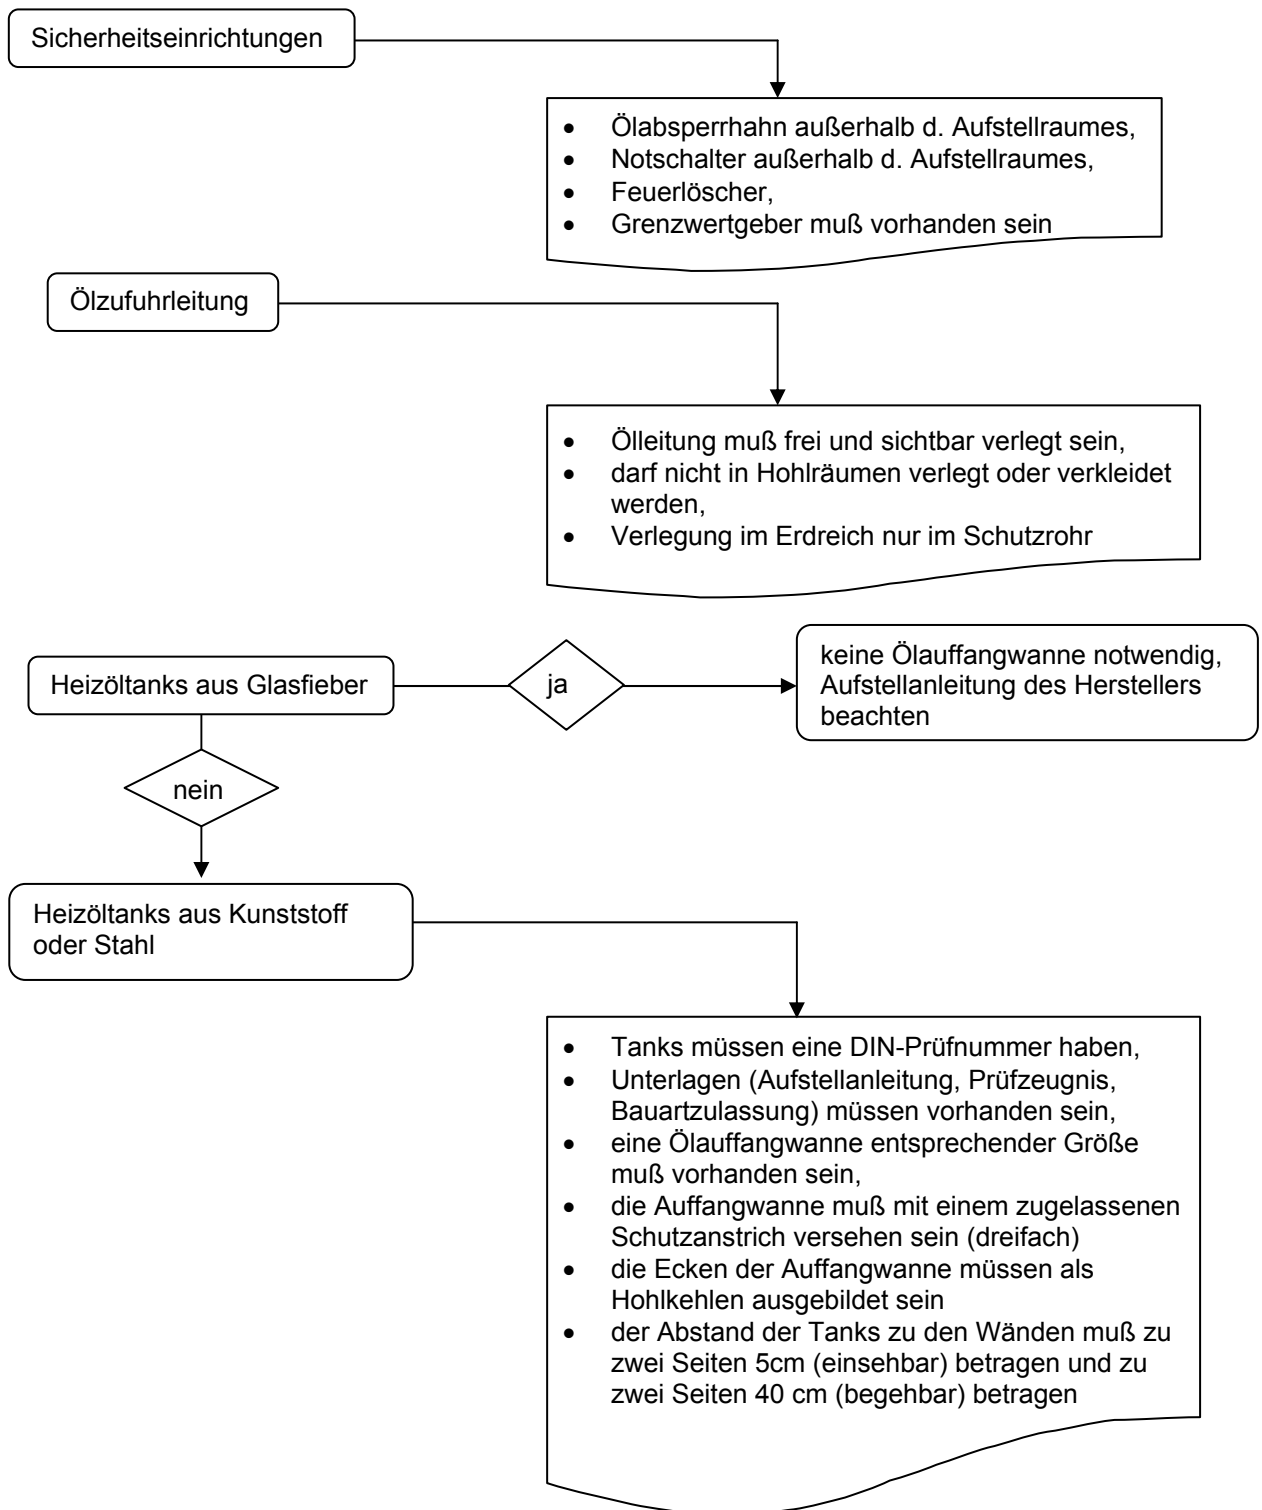 Sicherheitseinrichtungen
• Ölabsperrhahn außerhalb d. Aufstellraumes,
• Notschalter außerhalb d. Aufstellraumes,
• Feuerlöscher,
• Grenzwertgeber muß vorhanden sein
Ölzufuhrleitung
• Ölleitung muß frei und sichtbar verlegt sein,
• darf nicht in Hohlräumen verlegt oder verkleidet
werden,
• Verlegung im Erdreich nur im Schutzrohr
Heizöltanks aus Glasfieber
ja
keine Ölauffangwanne notwendig,
Aufstellanleitung des Herstellers
beachten
nein
Heizöltanks aus Kunststoff
oder Stahl
• Tanks müssen eine DIN-Prüfnummer haben,
• Unterlagen (Aufstellanleitung, Prüfzeugnis,
Bauartzulassung) müssen vorhanden sein,
• eine Ölauffangwanne entsprechender Größe
muß vorhanden sein,
• die Auffangwanne muß mit einem zugelassenen
Schutzanstrich versehen sein (dreifach)
• die Ecken der Auffangwanne müssen als
Hohlkehlen ausgebildet sein
• der Abstand der Tanks zu den Wänden muß zu
zwei Seiten 5cm (einsehbar) betragen und zu
zwei Seiten 40 cm (begehbar) betragen